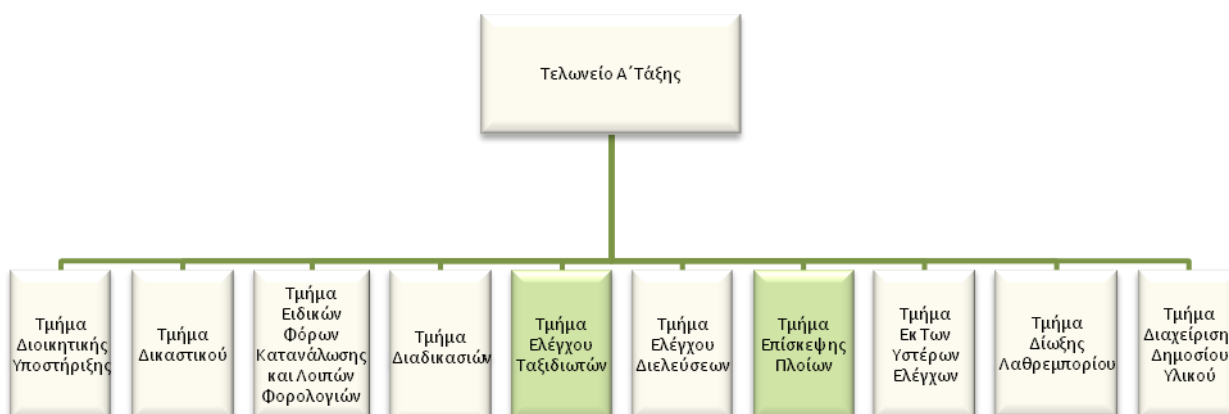 Τελωνείο Α΄Τάξης
Τμήμα
Διοικητικής
Υποστήριξης
Τμήμα
Δικαστικού
Τμήμα
Ειδικών
Φόρων
Κατανάλωσης
και Λοιπών
Φορολογιών
Τμήμα
Διαδικασιών
Τμήμα
Ελέγχου
Ταξιδιωτών
Τμήμα
Ελέγχου
Διελεύσεων
Τμήμα
Επίσκεψης
Πλοίων
Τμήμα
Εκ Των
Υστέρων
Ελέγχων
Τμήμα
Δίωξης
Λαθρεμπορίου
Τμήμα
Διαχείριση
Δημοσίου
Υλικού